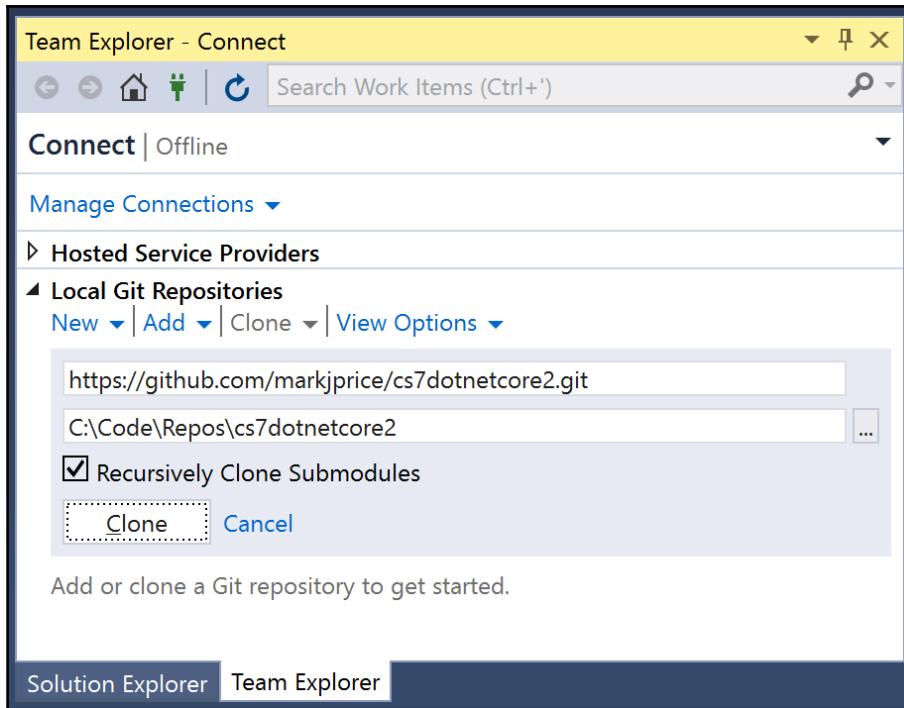 Team Explorer - Connect
Search Work Items (Ctrl+')
Connect | Offline
Manage Connections
Hosted Service Providers
Local Git Repositories
New Add Clone View Options
https://github.com/markjprice/cs7dotnetcore2.git
C:\Code\Repos\cs7dotnetcore2
...
Recursively Clone Submodules
Clone Cancel
Add or clone a Git repository to get started.
Solution Explorer Team Explorer